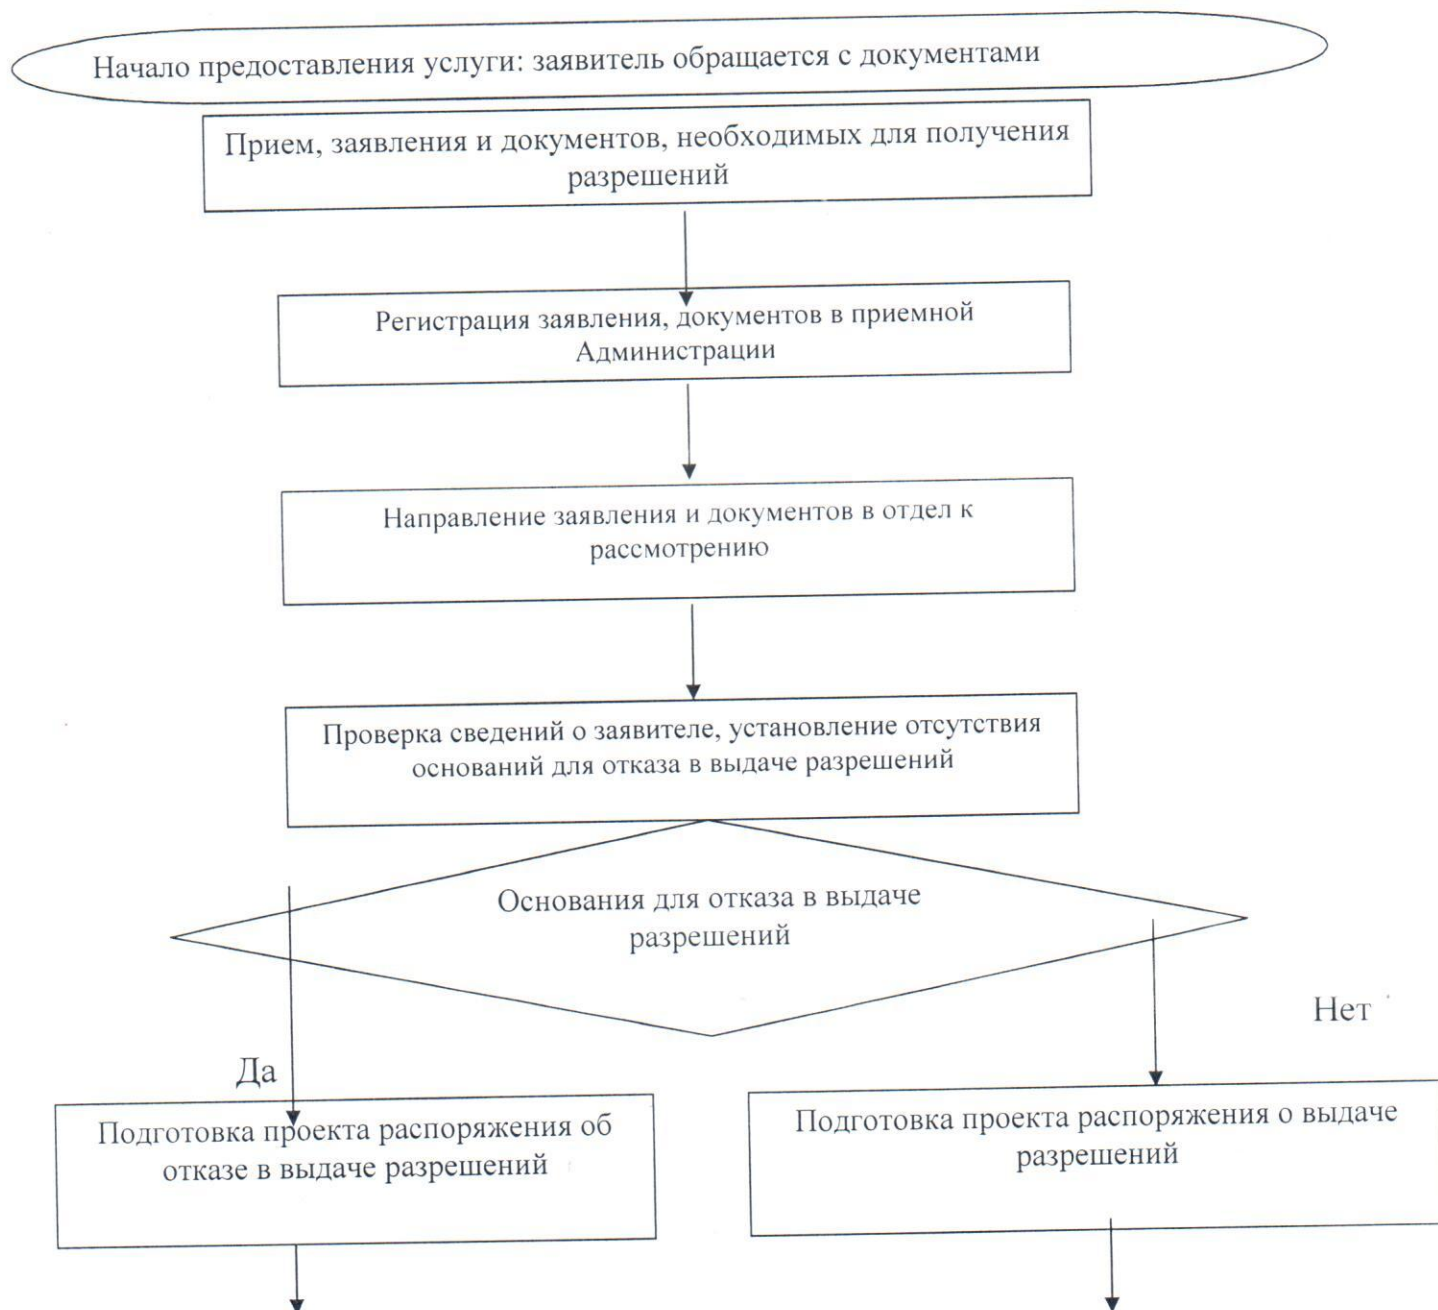 Начало предоставления услуги: заявитель обращается с документами
Прием, заявления и документов, необходимых для получения
разрешений
Регистрация заявления, документов в приемной
Администрации
Направление заявления и документов в отдел к
рассмотрению
Проверка сведений о заявителе, установление отсутствия
оснований для отказа в выдаче разрешений
Основания для отказа в выдаче
разрешений
Нет
Да
Подготовка проекта распоряжения об
отказе в выдаче разрешений
Подготовка проекта распоряжения о выдаче
разрешений